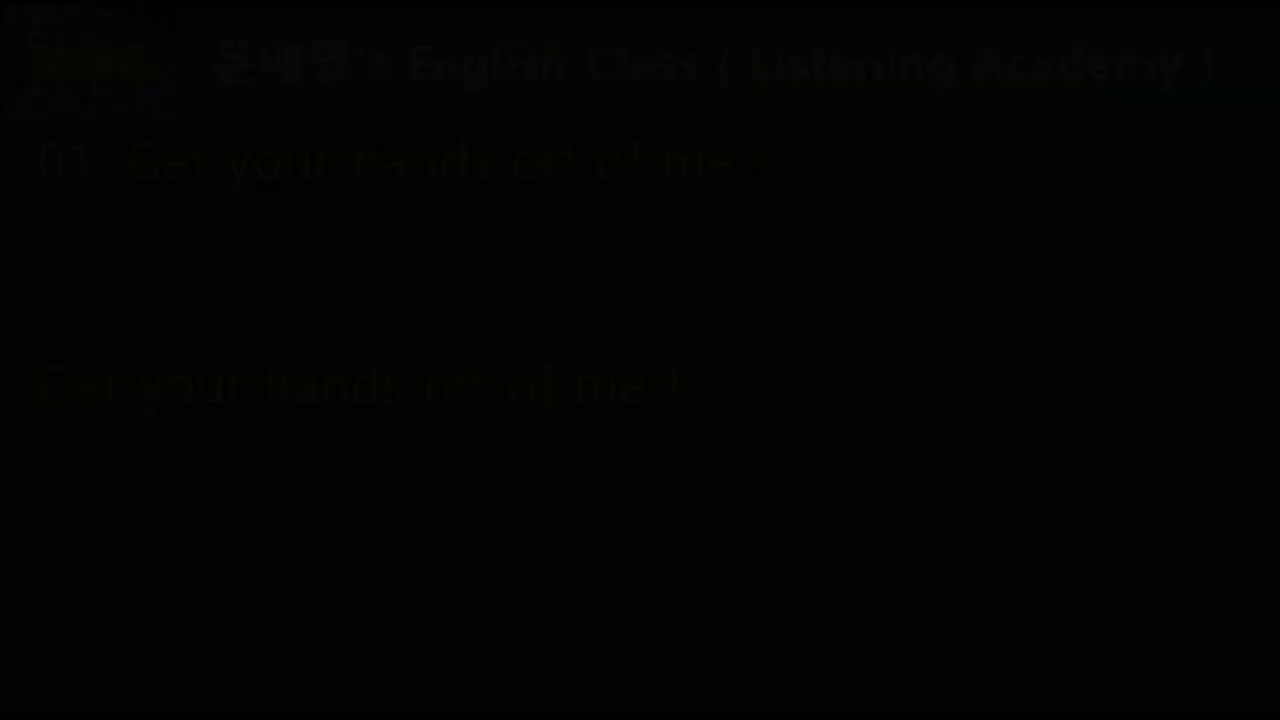 's English Class ( Listening Academy )
01. Get your hands off of me !
Get your hands off of me !